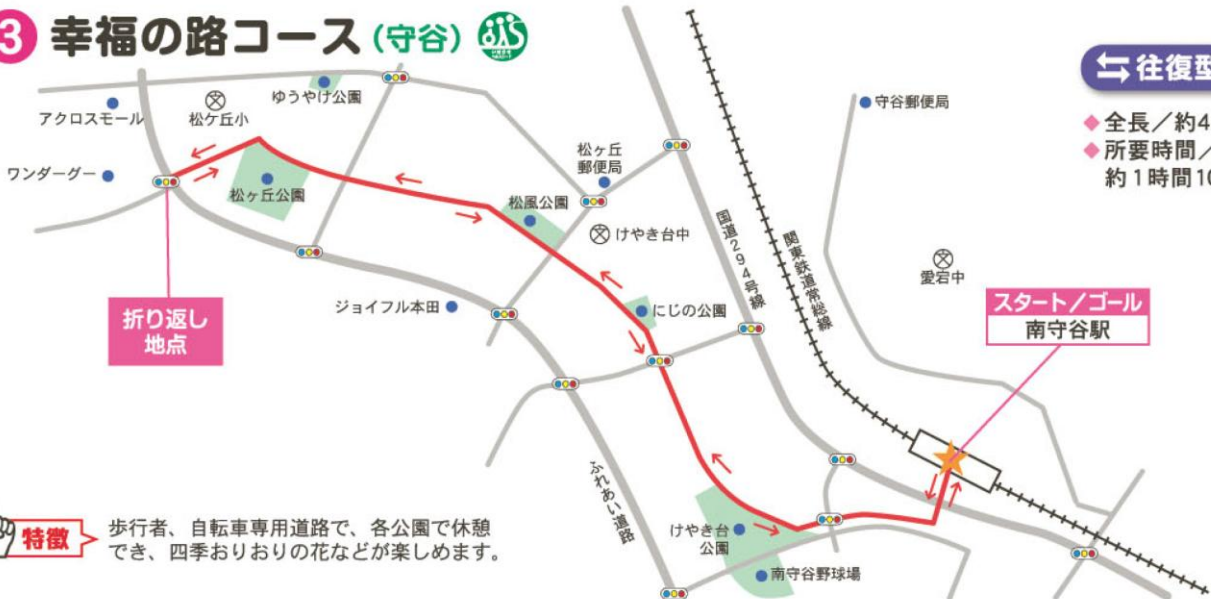 3 幸福の路コース(守谷)
往復型
◆全長/約4
◆所要時間/
約1時間10
アクロスモール
松ケ丘小
ゆうやけ公園
ワンダーグー
松ヶ丘公園
松ヶ丘
郵便局
松風公園
けやき台中
守谷郵便局
国道294号線
関東鉄道常総線
愛宕中
折り返し
地点
ジョイフル本田
にじの公園
スタート/ゴール
南守谷駅
ふれあい道路
けやき台
公園
南守谷野球場
特徴
歩行者、自転車専用道路で、各公園で休憩
でき、四季おりおりの花などが楽しめます。